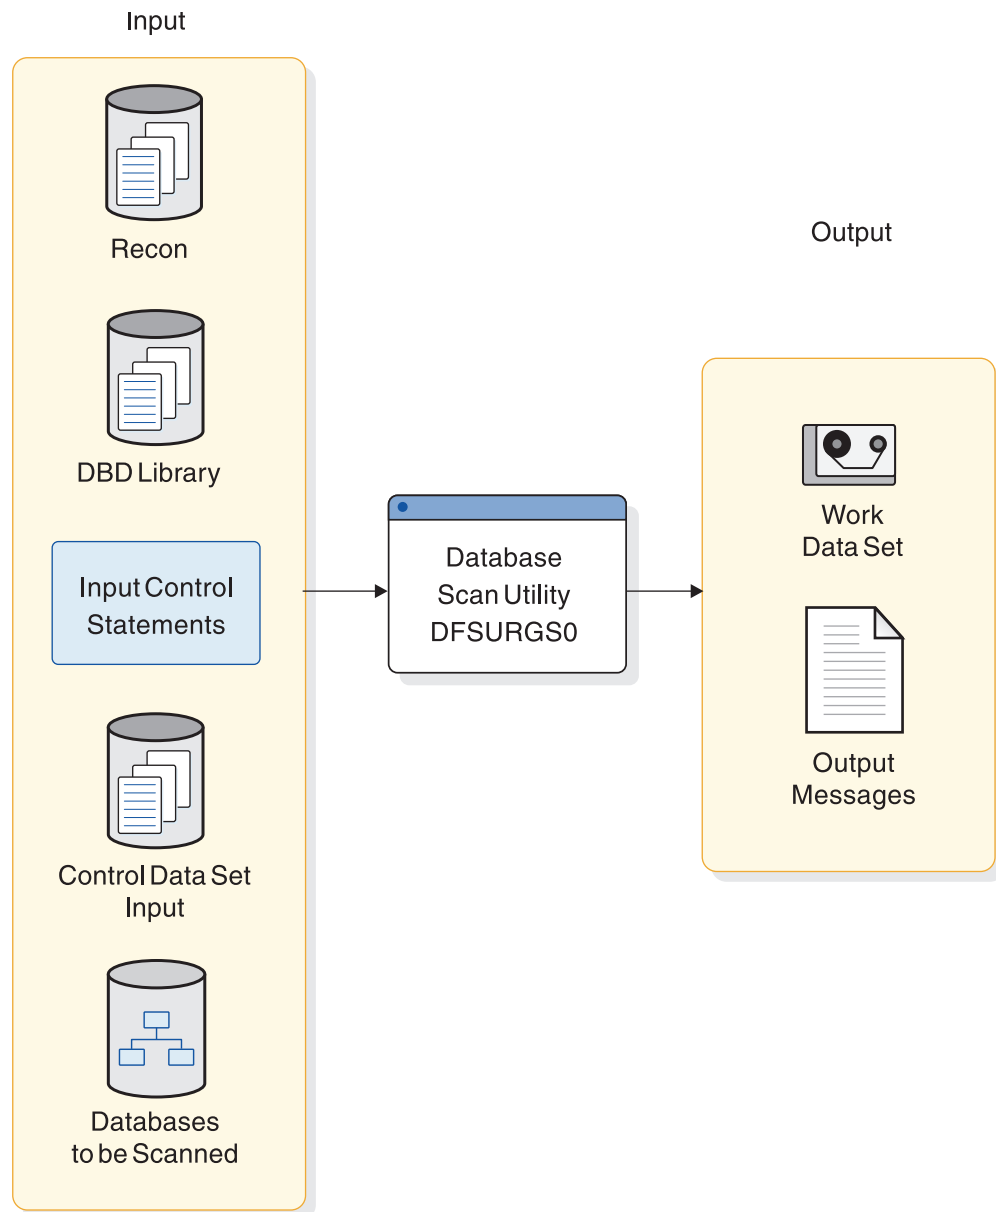 Input
Recon
DBD Library
Input Control
Statements
Control Data Set
Input
Databases
to be Scanned
Database
Scan Utility
DFSURGS0
Output
Work
Data Set
Output
Messages